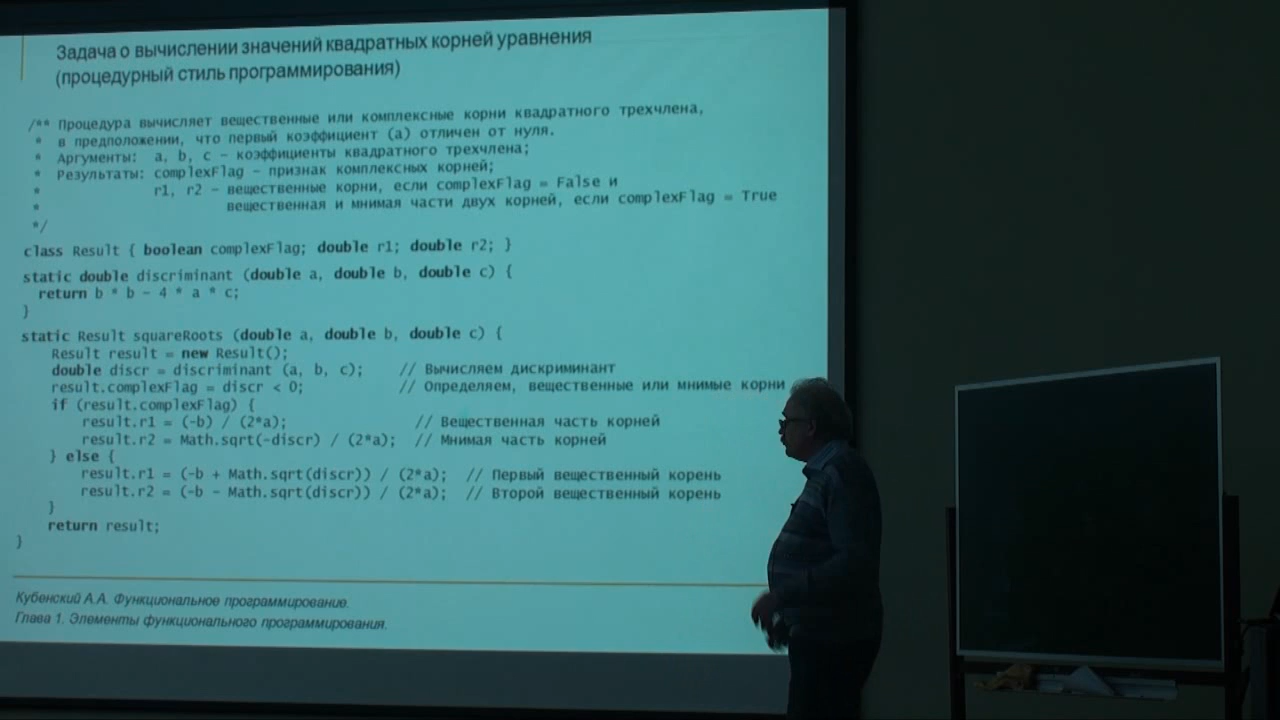 Задача о вычислении значений квадратных корней уравнения
(процедурный стиль программирования)
/** Процедура вычисляет вещественные или комплексные корни квадратного трехчлена,
* в предположении, что первый коэффициент (a) отличен от нуля.
* Аргументы: a, b, c – коэффициенты квадратного трехчлена;
* Результаты: complexFlag – признак комплексных корней;
* r1, r2 – вещественные корни, если complexFlag = False и
* вещественная и мнимая части двух корней, если complexFlag = True
*/
class Result { boolean complexFlag; double r1; double r2; }
static double discriminant (double a, double b, double c) {
return b * b - 4 * a * c;
}
static Result squareRoots (double a, double b, double c) {
Result result = new Result();
double discr = discriminant (a, b, c); // Вычисляем дискриминант
result.complexFlag = discr < 0; // Определяем, вещественные или мнимые корни
if (result.complexFlag) {
result.r1 = (-b) / (2*a); // Вещественная часть корней
result.r2 = Math.sqrt(-discr) / (2*a); // Мнимая часть корней
} else {
result.r1 = (-b + Math.sqrt(discr)) / (2*a); // Первый вещественный корень
result.r2 = (-b - Math.sqrt(discr)) / (2*a); // Второй вещественный корень
}
return result;
}
Кубенский А.А. Функциональное программирование.
Глава 1. Элементы функционального программирования.